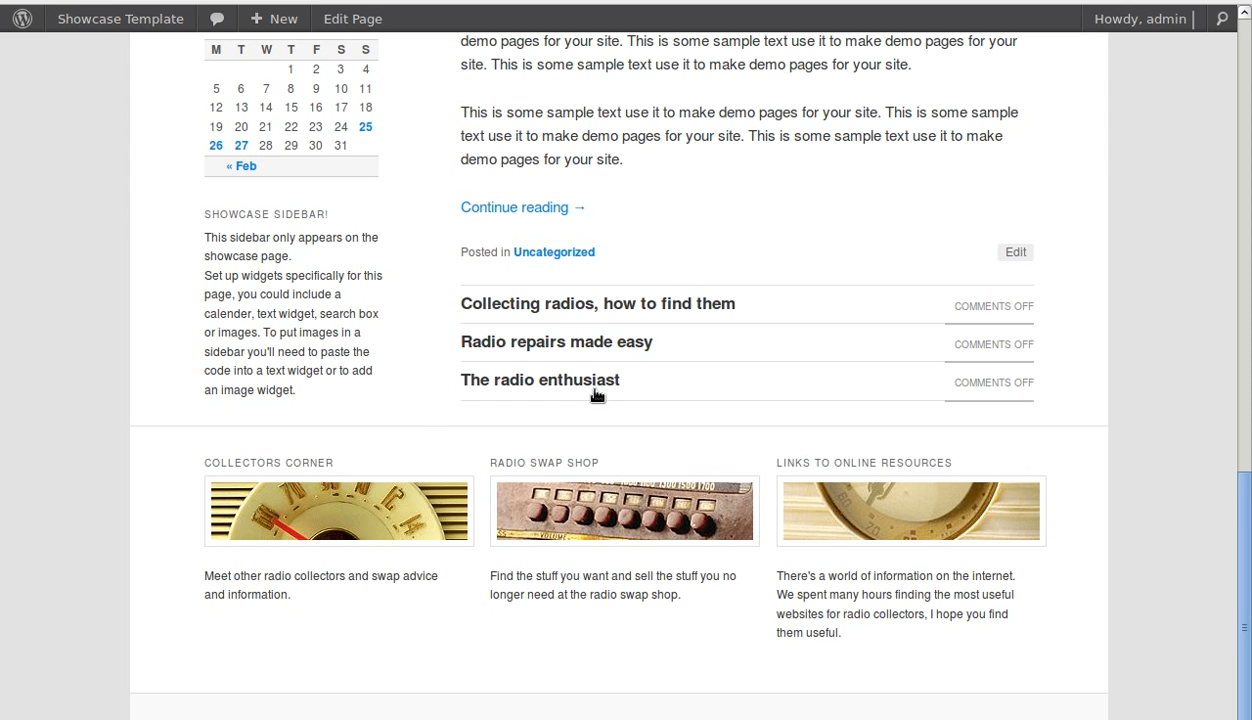 Showcase Template
New
Edit Page
Howdy, admin
M T W T F S S
1 2 3 4
5 6 7 8 9 10 11
12 13 14 15 16 17 18
19 20 21 22 23 24 25
26 27 28 29 30 31
« Feb
SHOWCASE SIDEBAR!
This sidebar only appears on the
showcase page.
Set up widgets specifically for this
page, you could include a
calender, text widget, search box
or images. To put images in a
sidebar you'll need to paste the
code into a text widget or to add
an image widget.
demo pages for your site. This is some sample text use it to make demo pages for your
site. This is some sample text use it to make demo pages for your site.
This is some sample text use it to make demo pages for your site. This is some sample
text use it to make demo pages for your site. This is some sample text use it to make
demo pages for your site.
Continue reading →
Posted in Uncategorized
Edit
Collecting radios, how to find them
COMMENTS OFF
Radio repairs made easy
COMMENTS OFF
The radio enthusiast
COMMENTS OFF
COLLECTORS CORNER
Meet other radio collectors and swap advice
and information.
RADIO SWAP SHOP
VOLUME
Find the stuff you want and sell the stuff you no
longer need at the radio swap shop.
LINKS TO ONLINE RESOURCES
60
70
There's a world of information on the internet.
We spent many hours finding the most useful
websites for radio collectors, I hope you find
them useful.